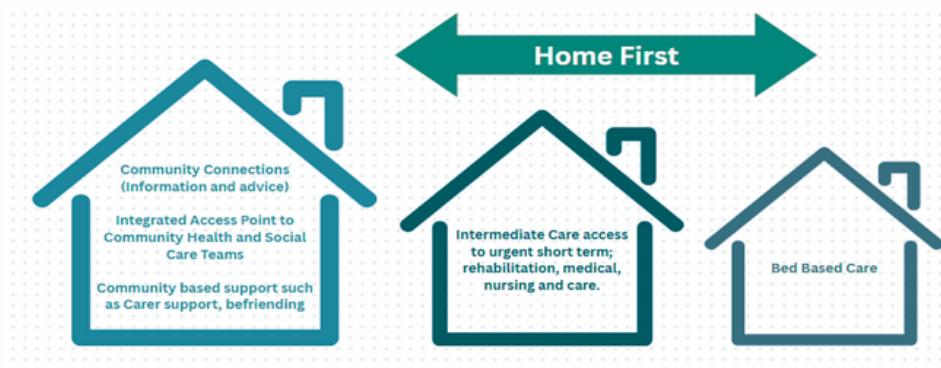 Home First
Community Connections
(Information and advice)
Integrated Access Point to
Community Health and Social
Care Teams
Community based support such
as Carer support, befriending
Intermediate Care access
to urgent short term;
rehabilitation, medical,
nursing and care.
Bed Based Care